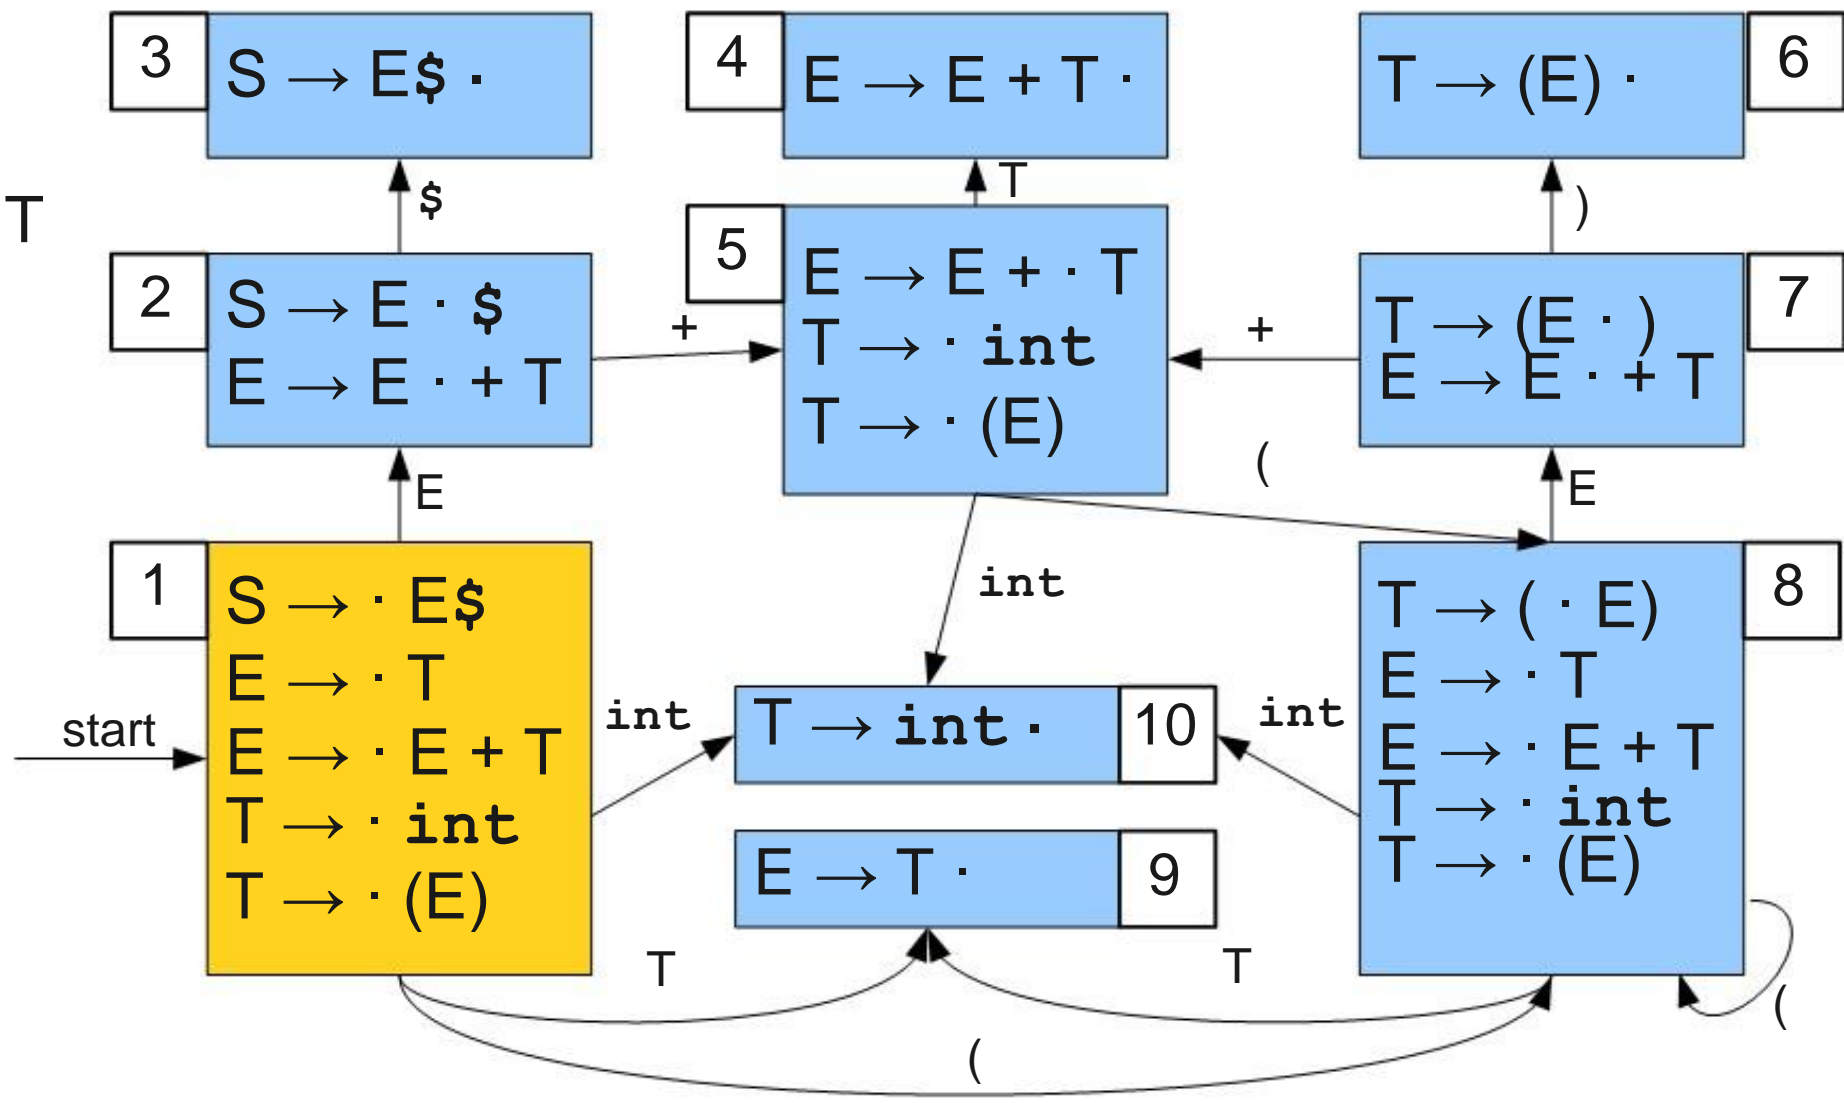 3
S → E$ ·
4
E → E + T ·
T → (E) ·
6
T
$
T
)
2
S → E · $
E → E · + T
+
5
E → E + · T
T → · int
T → · (E)
+
T → (E · )
E → E · + T
7
E
(
E
1
S → · E$
E → · T
E → · E + T
T → · int
T → · (E)
start
int
int
T → int ·
10
int
E → T ·
9
T → ( · E)
E → · T
E → · E + T
T → · int
T → · (E)
8
T
T
(
(